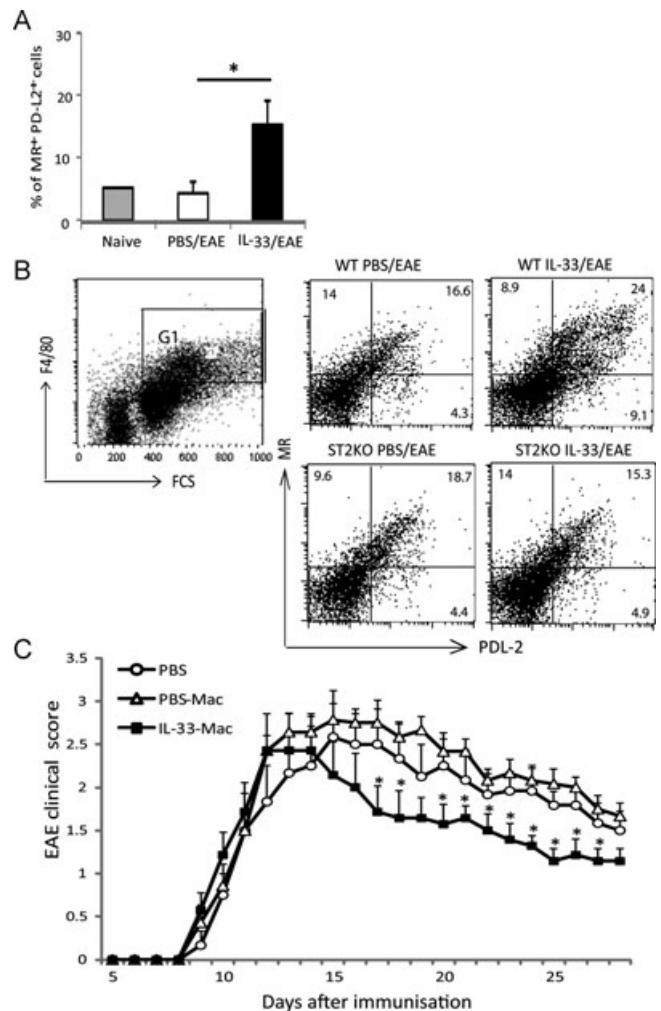 A
% of MR+ PD-L2+ cells
30
20
10
0
*
Naive
PBS/EAE
IL-33/EAE
B
F4/80
G1
0 200 400 600 800 1000
FCS
WT PBS/EAE
14
16.6
4.3
WT IL-33/EAE
8.9
24
9.1
MR
ST2KO PBS/EAE
9.6
18.7
4.4
ST2KO IL-33/EAE
14
15.3
4.9
PDL-2
C
EAE clinical score
3.5
3
2.5
2
1.5
1
0.5
0
PBS
PBS-Mac
IL-33-Mac
* * * * * * * * * *
5 10 15 20 25
Days after immunisation